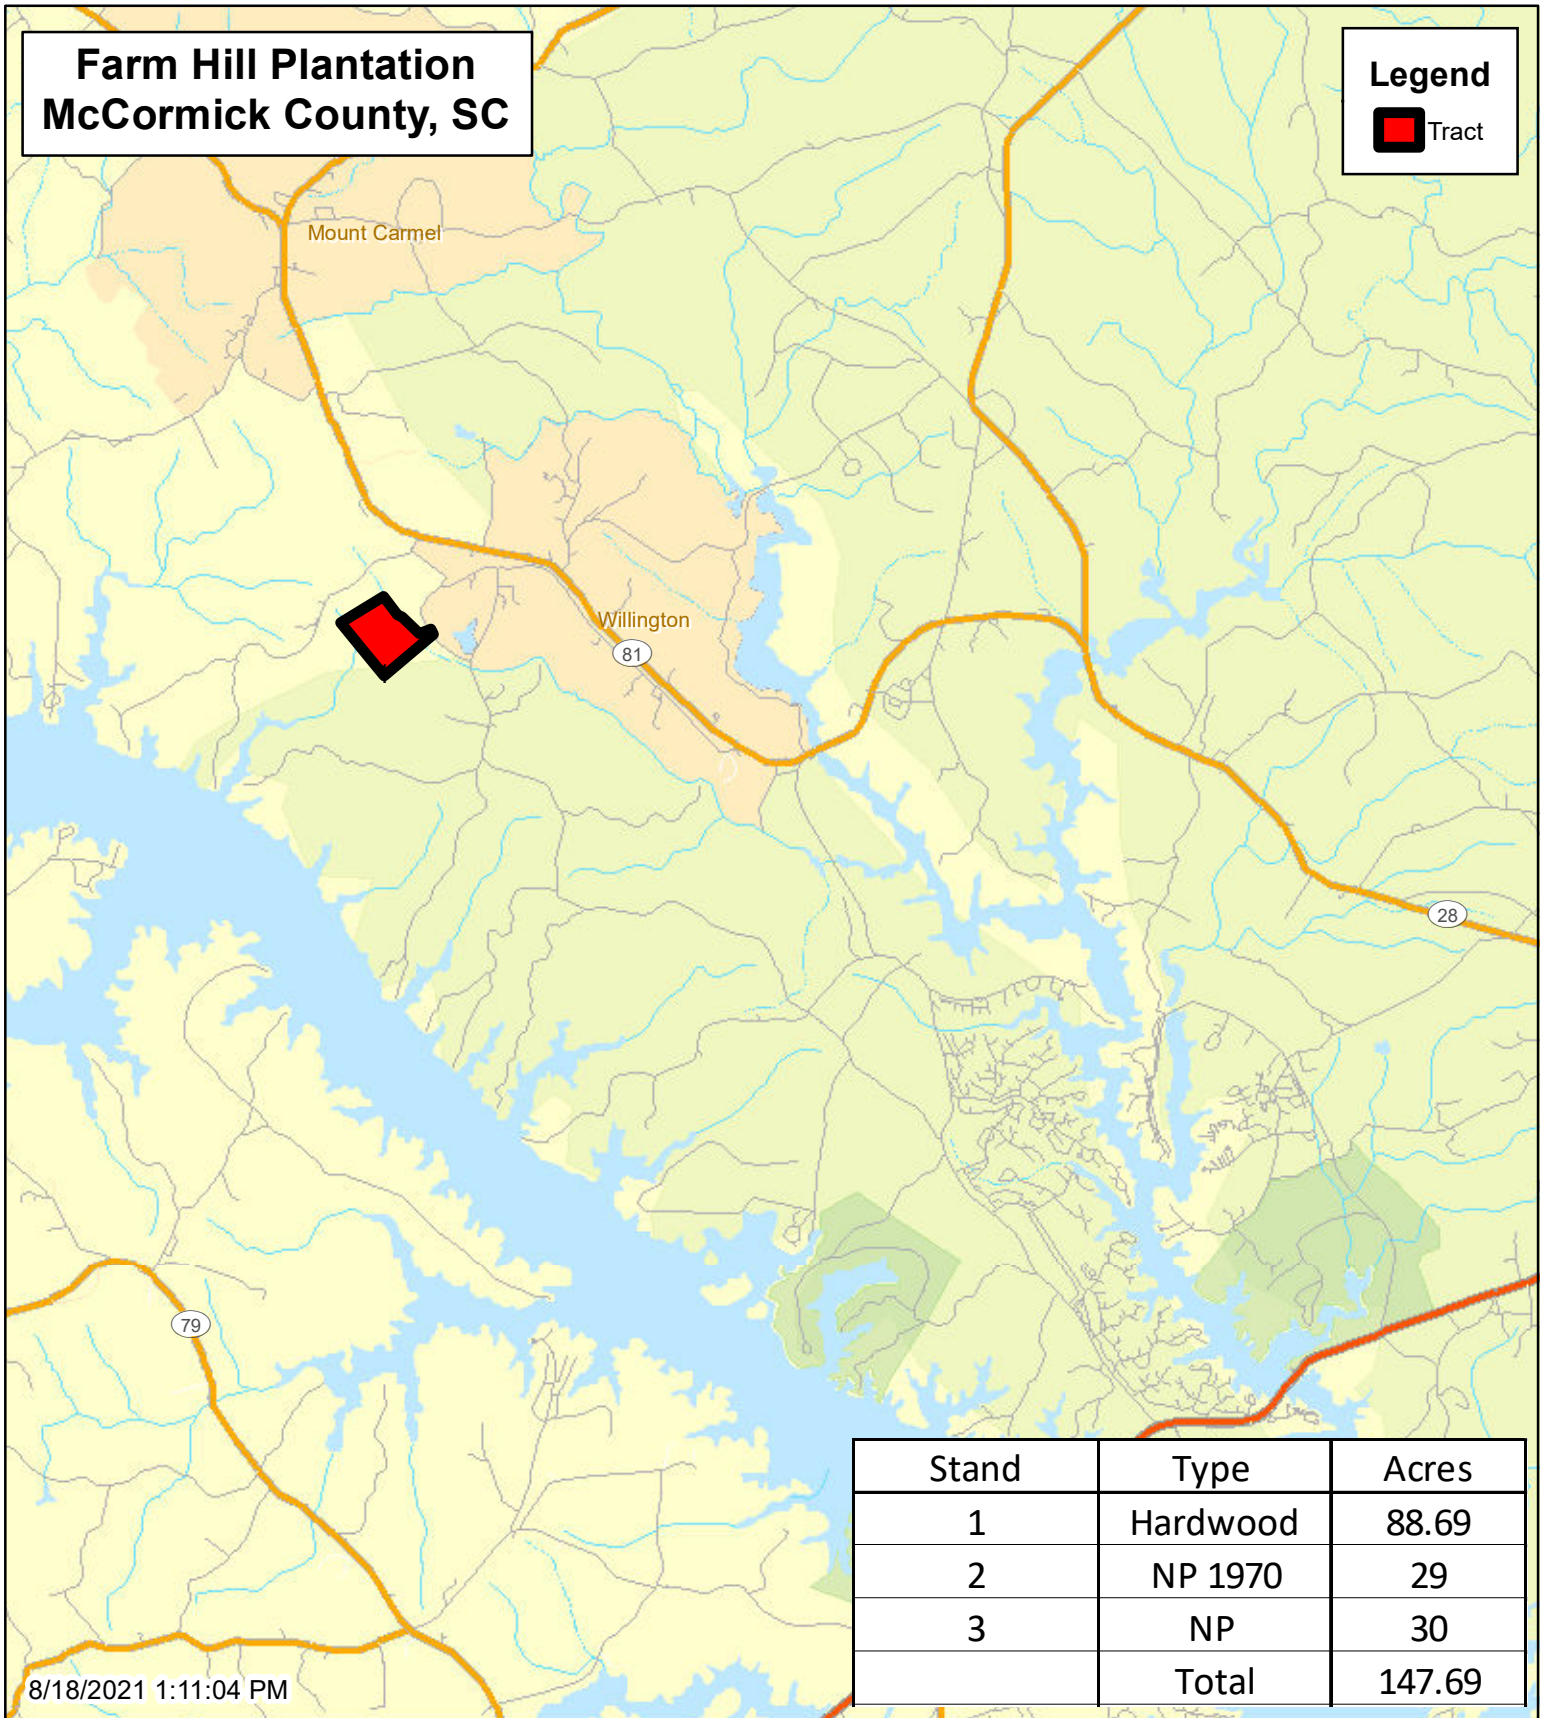 Farm Hill Plantation
McCormick County, SC
Legend
Tract
Mount Carmel
Willington
81
28
79
Stand Type Acres
1 Hardwood 88.69
2 NP 1970 29
3 NP 30
Total 147.69
8/18/2021 1:11:04 PM